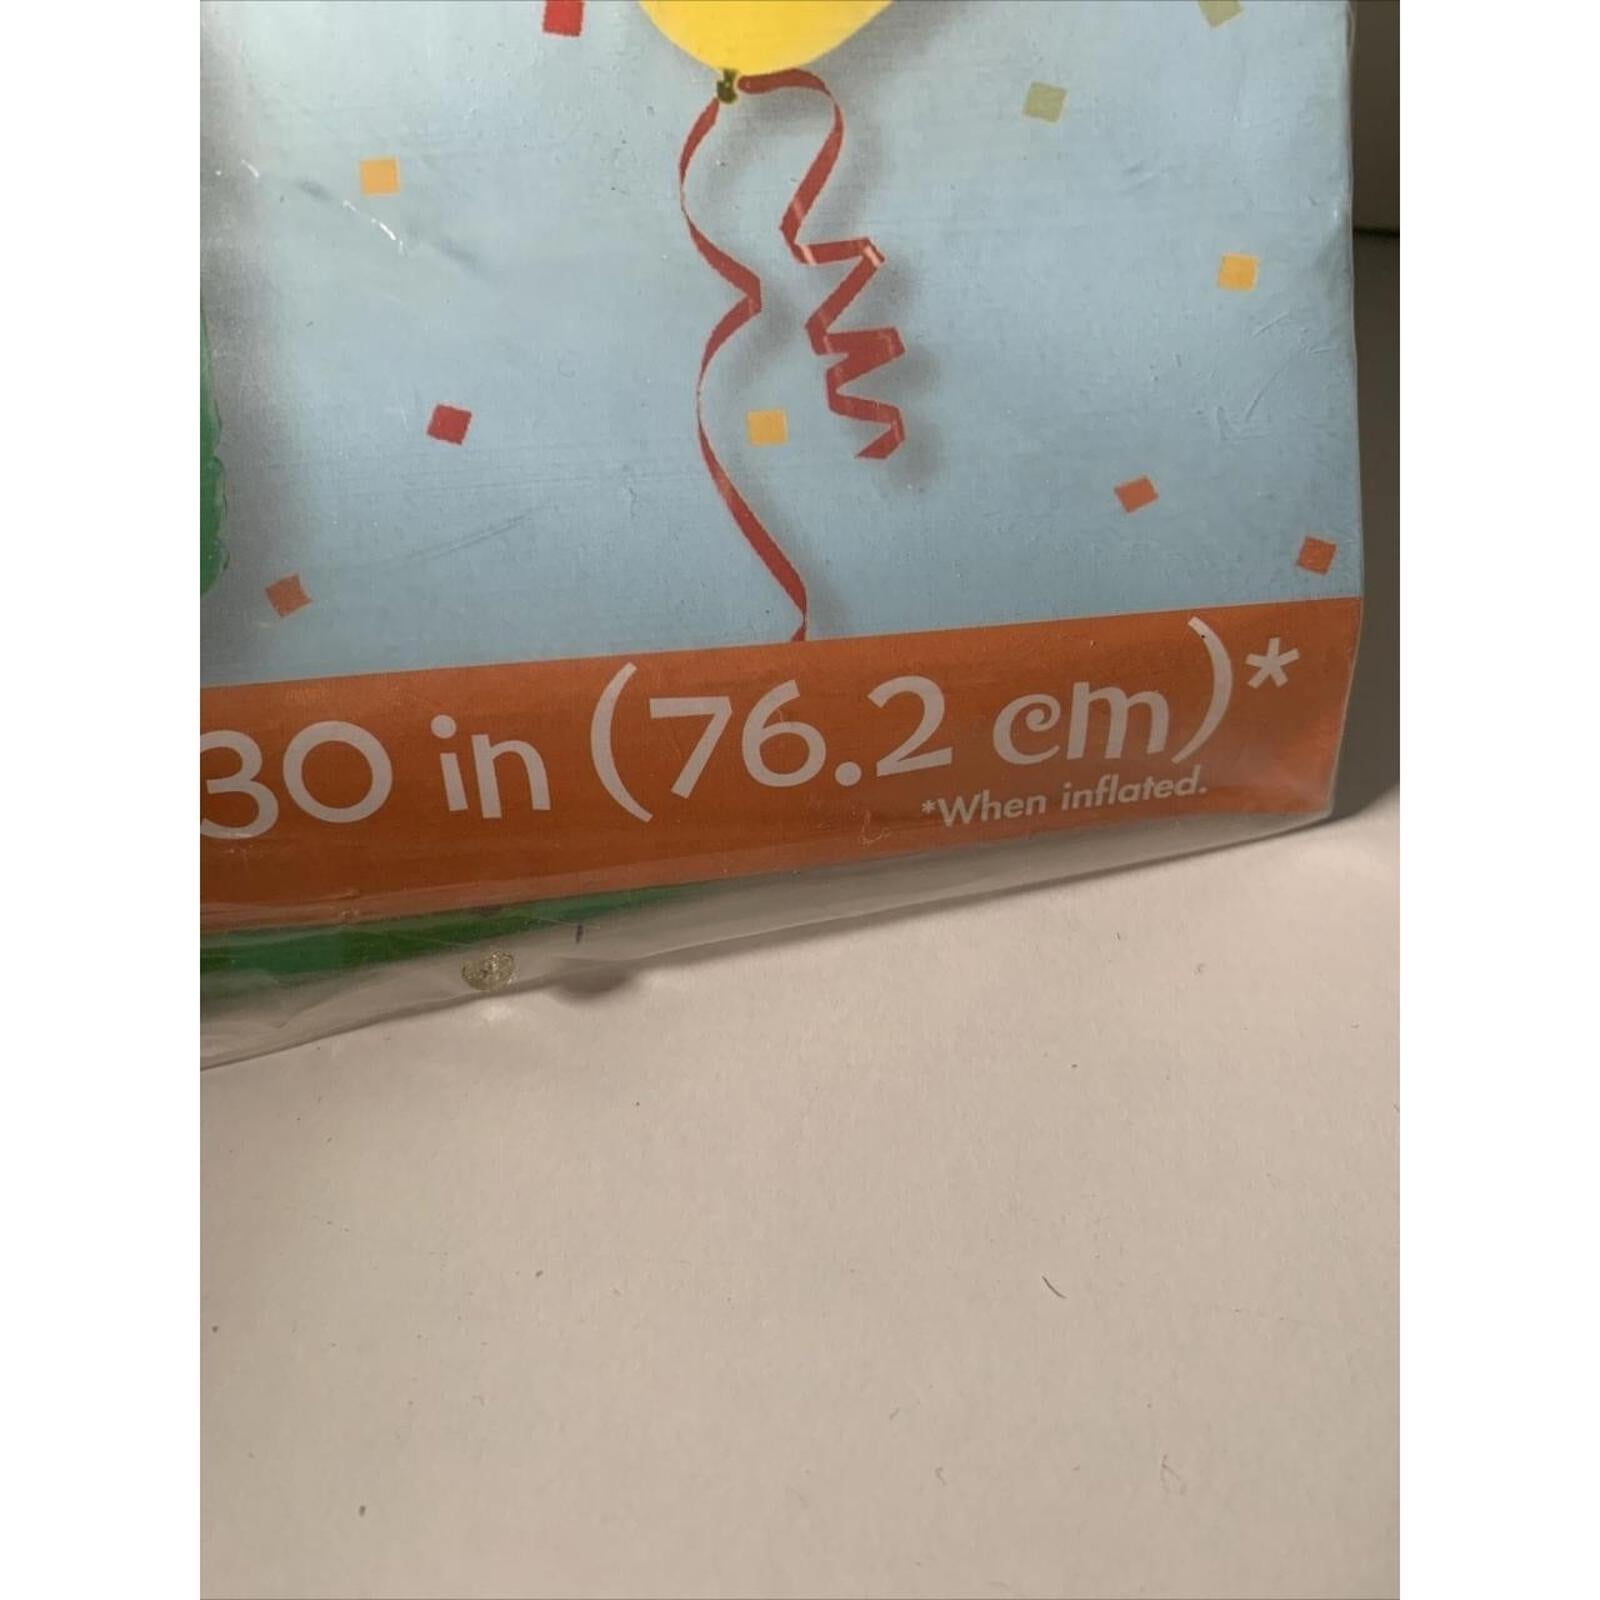 30 in (76.2 cm)*
*When inflated.